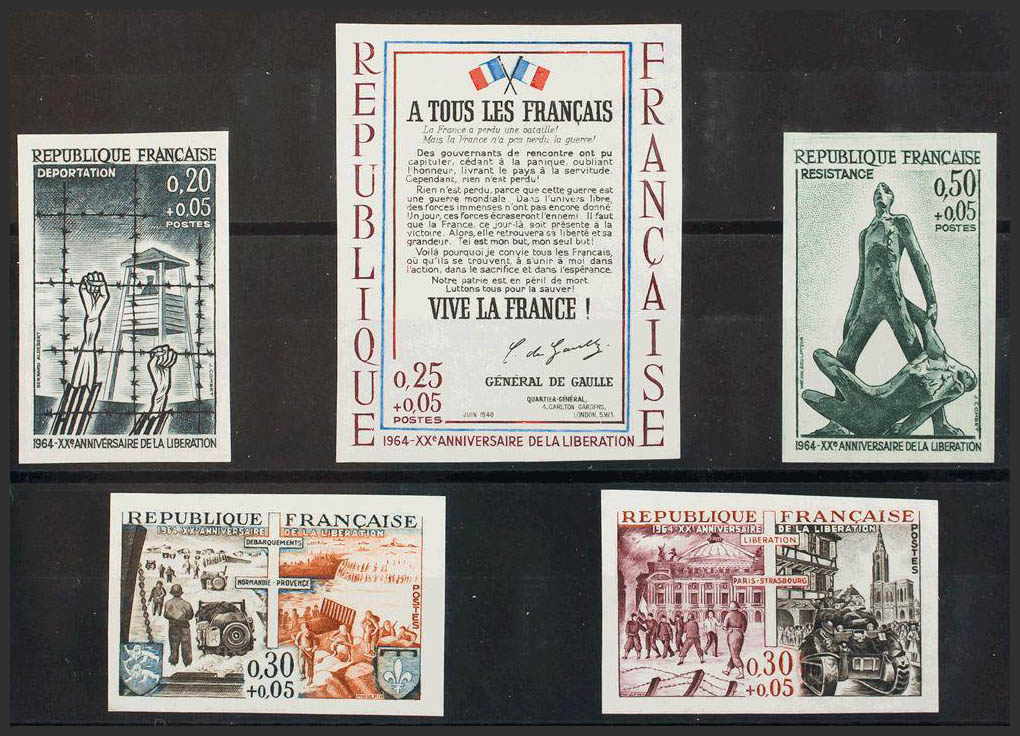 REPUBLIQUE FRANÇAISE
DEPORTATION
0,20
+0,05
POSTES
BERNARD ALDEBERT
J. COMBET
1964-XXe ANNIVERSAIRE DE LA LIBERATION
REPUBLIQUE
FRANÇAISE
A TOUS LES FRANÇAIS
La France a perdu une bataille!
Mais la France n'a pas perdu la guerre!
Des gouvernants de rencontre ont pu
capituler, cédant à la panique, oubliant
l'honneur, livrant le pays à la servitude.
Cependant, rien n'est perdu!
Rien n'est perdu, parce que cette guerre est
une guerre mondiale. Dans l'univers libre,
des forces immenses n'ont pas encore donné.
Un jour, ces forces écraseront l'ennemi. Il faut
que la France, ce jour-là, soit présente à la
victoire. Alors, elle retrouvera sa liberté et sa
grandeur. Tel est mon but, mon seul but!
Voilà pourquoi je convie tous les Français,
où qu'ils se trouvent, à s'unir à moi dans
l'action, dans le sacrifice et dans l'espérance.
Notre patrie est en péril de mort.
Luttons tous pour la sauver!
VIVE LA FRANCE !
C. de Gaulle.
0,25
+0,05
POSTES
GÉNÉRAL DE GAULLE
QUARTIER-GÉNÉRAL,
4, CARLTON GARDENS,
LONDON, S.W.1.
JUIN 1940
1964-XXe ANNIVERSAIRE DE LA LIBERATION
REPUBLIQUE FRANÇAISE
RESISTANCE
0,50
+0,05
POSTES
J. COMBET
1964-XXe ANNIVERSAIRE DE LA LIBERATION
REPUBLIQUE FRANÇAISE
1964-XXe ANNIVERSAIRE DE LA LIBERATION
DEBARQUEMENTS
NORMANDIE-PROVENCE
POSTES
0,30
+0,05
REPUBLIQUE FRANÇAISE
1964-XXe ANNIVERSAIRE DE LA LIBERATION
LIBERATION
PARIS-STRASBOURG
POSTES
0,30
+0,05